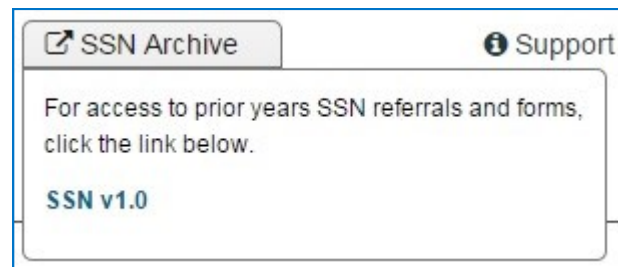 SSN Archive
Support
For access to prior years SSN referrals and forms,
click the link below.
SSN v1.0